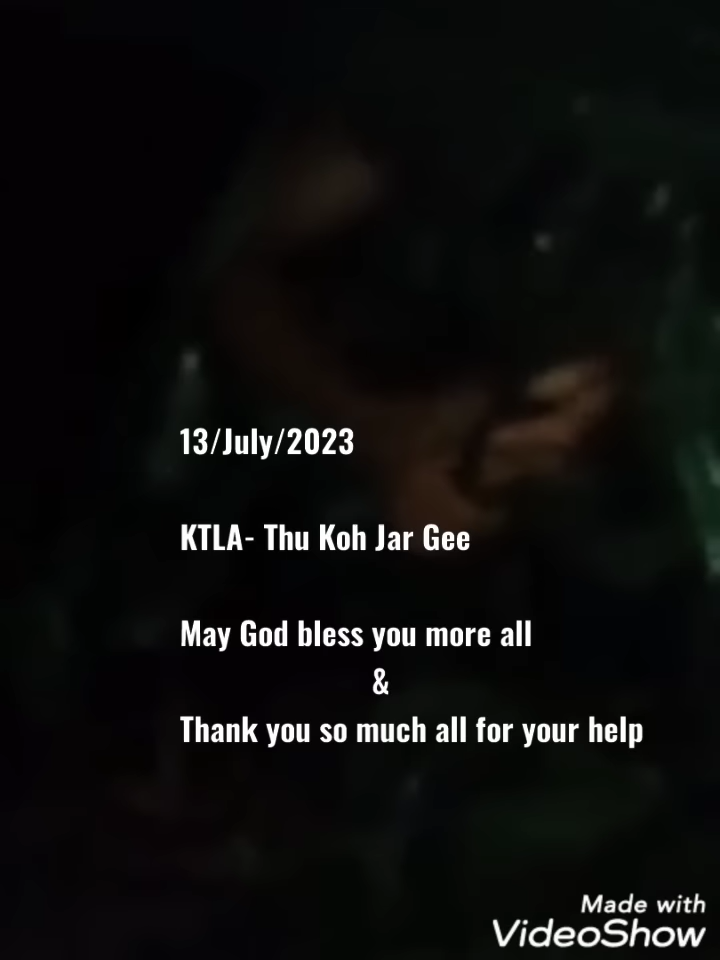 13/July/2023
KTLA- Thu Koh Jar Gee
May God bless you more all
&
Thank you so much all for your help
Made with
VideoShow